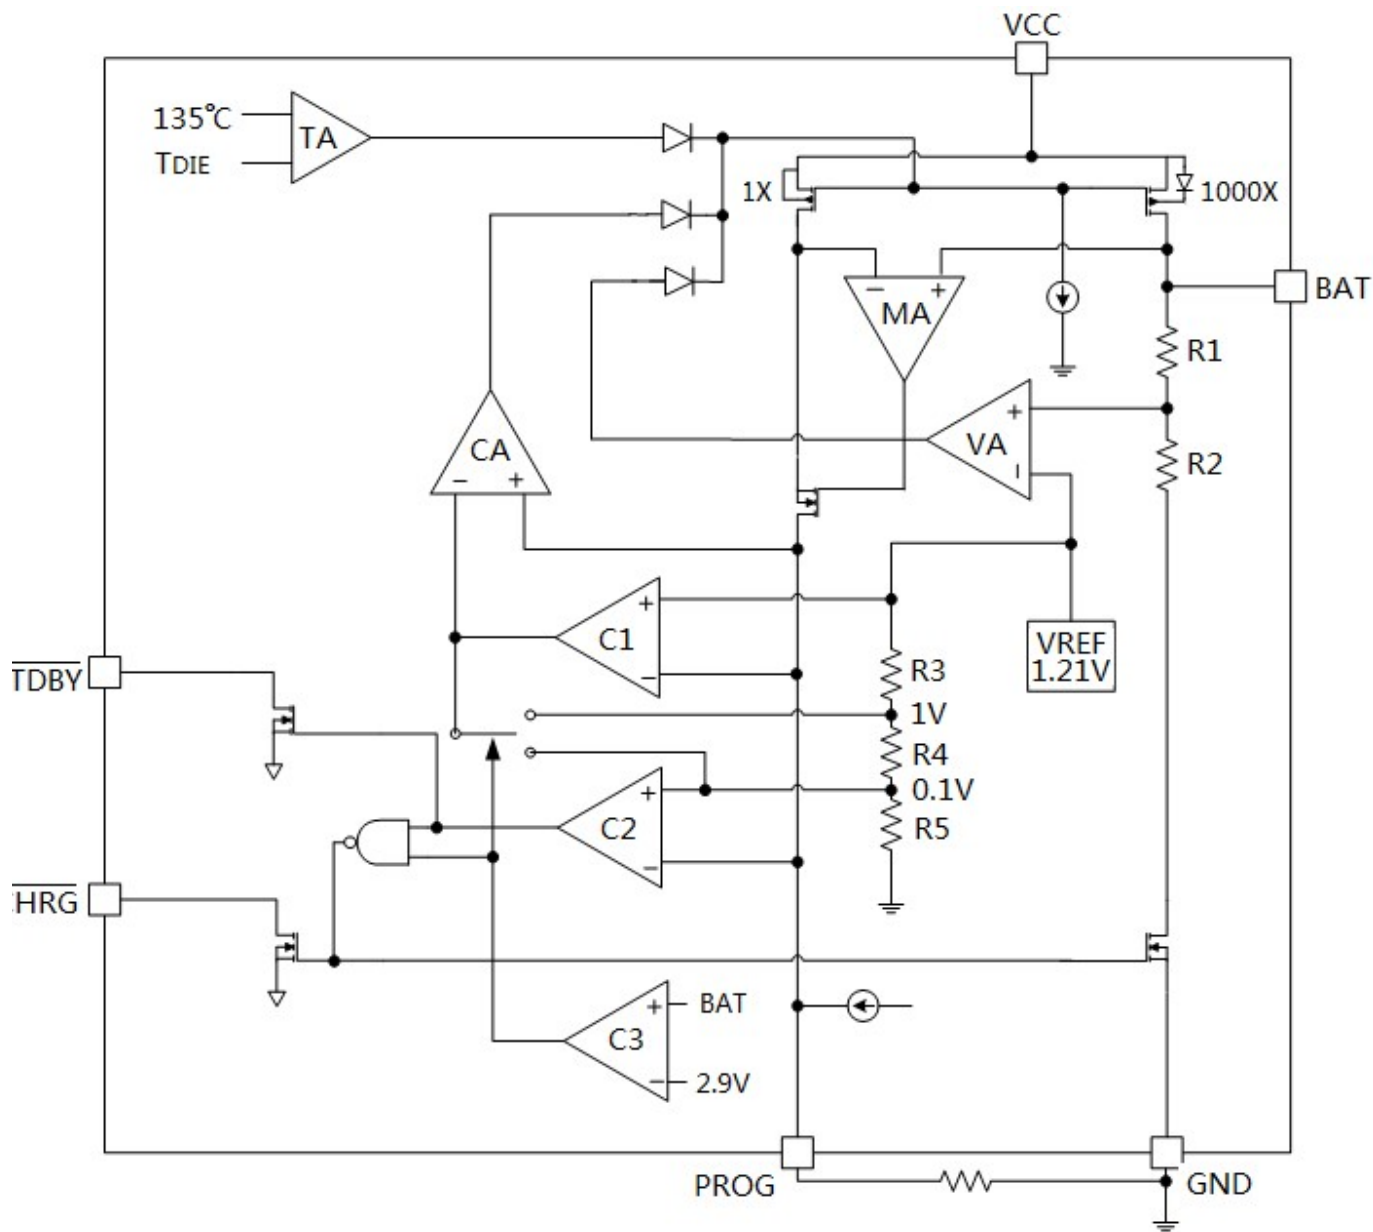 VCC
135℃
TA
TDIE
1X
1000X
BAT
− +
MA
R1
+
VA
−
R2
CA
− +
+
C1
−
VREF
1.21V
R3
TDBY
1V
R4
0.1V
+
C2
−
R5
HRG
+
BAT
C3
−
2.9V
PROG
GND